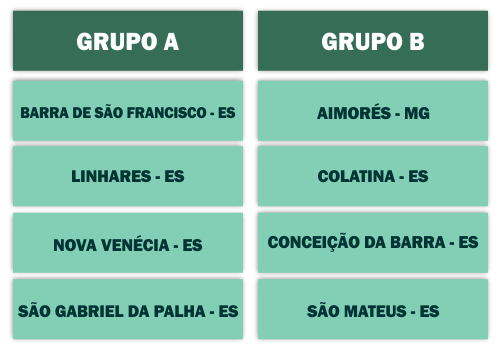 GRUPO A
BARRA DE SÃO FRANCISCO - ES
LINHARES - ES
NOVA VENÉCIA - ES
SÃO GABRIEL DA PALHA - ES
GRUPO B
AIMORÉS - MG
COLATINA - ES
CONCEIÇÃO DA BARRA - ES
SÃO MATEUS - ES